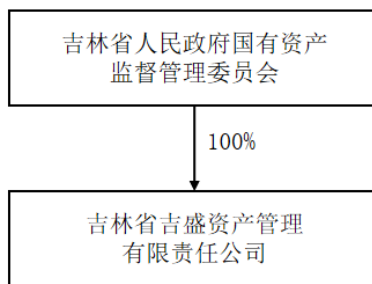 吉林省人民政府国有资产
监督管理委员会
100%
吉林省吉盛资产管理
有限责任公司